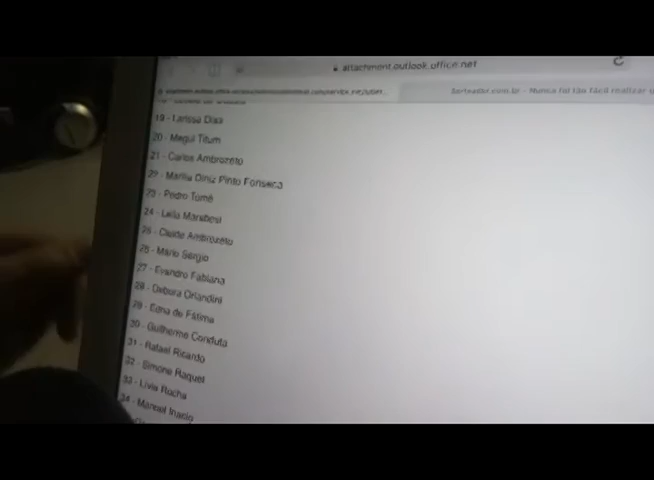 attachment.outlook.office.net
Sorteador.com.br - Nunca foi tão fácil realizar
19 - Larissa Dias
20 - Magui Titum
21 - Carlos Ambrozeto
22 - Marilia Diniz Pinto Fonseca
23 - Pedro Tomé
24 - Leila Marabesi
25 - Cleide Ambrozeto
26 - Mario Sergio
27 - Evandro Fabiana
28 - Debora Orlandini
29 - Edna de Fátima
30 - Guilherme Conduta
31 - Rafael Ricardo
32 - Simone Raquel
33 - Livia Rocha
34 - Manoel Inacio